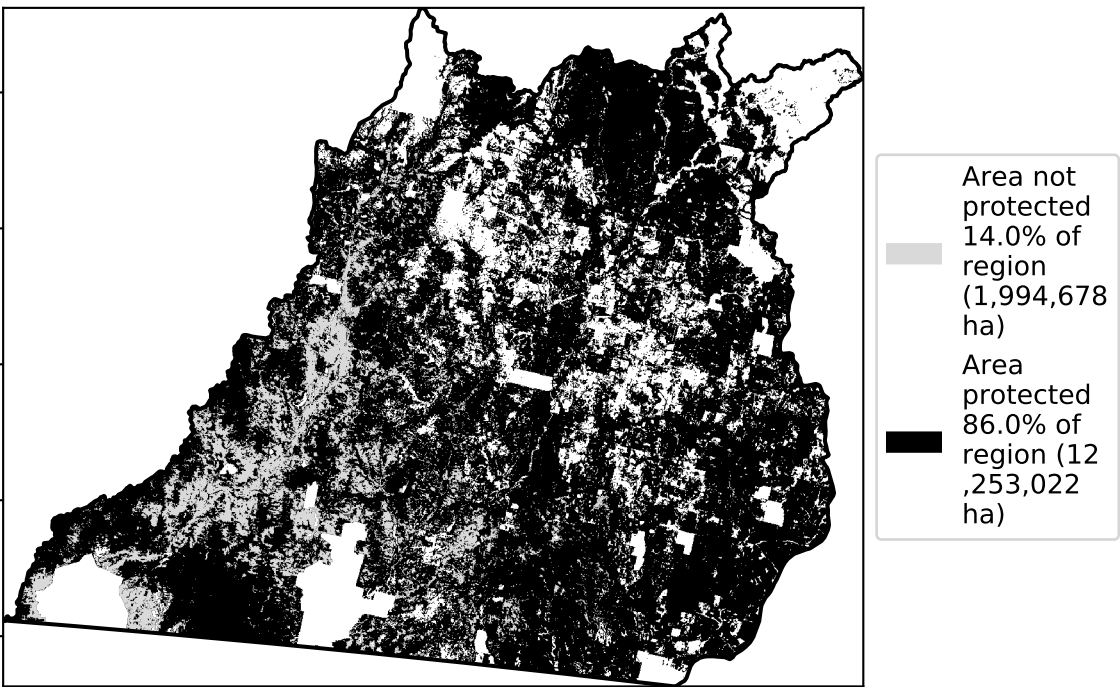 Area not
protected
14.0% of
region
(1,994,678
ha)
Area
protected
86.0% of
region (12
,253,022
ha)